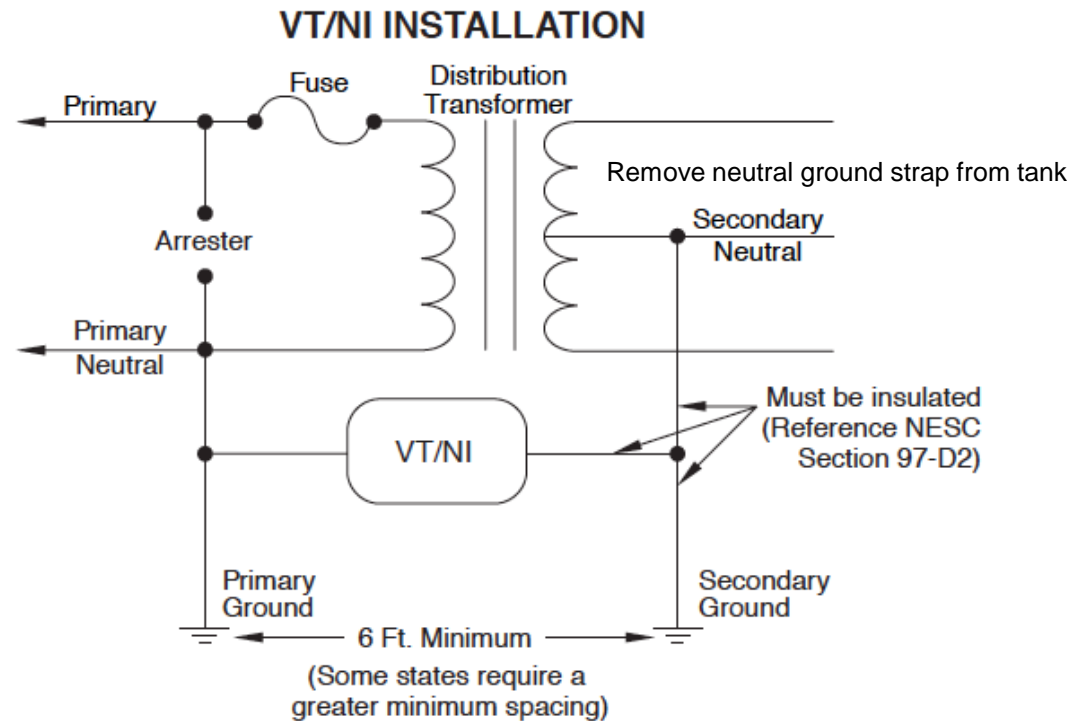 VT/NI INSTALLATION
Fuse
Distribution
Transformer
Primary
Remove neutral ground strap from tank
Secondary
Neutral
Arrester
Primary
Neutral
Must be insulated
(Reference NESC
Section 97-D2)
VT/NI
Primary
Ground
Secondary
Ground
6 Ft. Minimum
(Some states require a
greater minimum spacing)